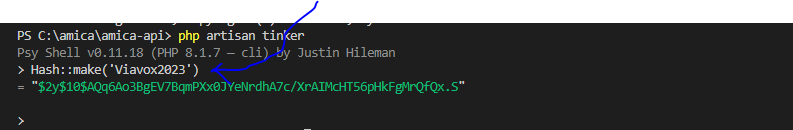 PS C:\amica\amica-api> php artisan tinker
Psy Shell v0.11.18 (PHP 8.1.7 — cli) by Justin Hileman
> Hash::make('Viavox2023')
= "$2y$10$AQq6Ao3BgEV7BqmPXx0JYeNrdhA7c/XrAIMcHT56pHkFgMrQfQx.S"
>